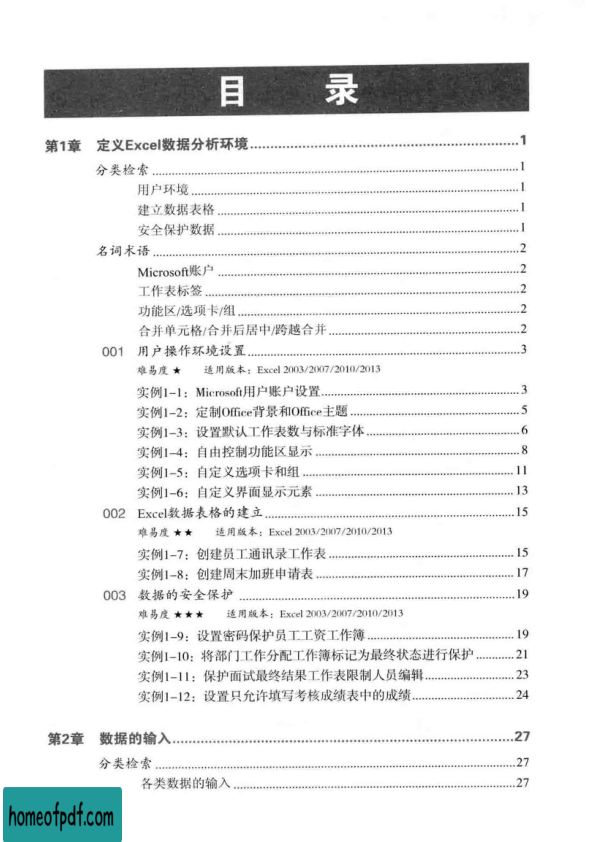 目 录
第1章 定义Excel数据分析环境......1
分类检索......1
用户环境......1
建立数据表格......1
安全保护数据......1
名词术语......2
Microsoft账户......2
工作表标签......2
功能区/选项卡/组......2
合并单元格/合并后居中/跨越合并......2
001 用户操作环境设置......3
难易度 ★ 适用版本：Excel 2003/2007/2010/2013
实例1-1：Microsoft用户账户设置......3
实例1-2：定制Office背景和Office主题......5
实例1-3：设置默认工作表数与标准字体......6
实例1-4：自由控制功能区显示......8
实例1-5：自定义选项卡和组......11
实例1-6：自定义界面显示元素......13
002 Excel数据表格的建立......15
难易度 ★★ 适用版本：Excel 2003/2007/2010/2013
实例1-7：创建员工通讯录工作表......15
实例1-8：创建周末加班申请表......17
003 数据的安全保护......19
难易度 ★★★ 适用版本：Excel 2003/2007/2010/2013
实例1-9：设置密码保护员工工资工作簿......19
实例1-10：将部门工作分配工作簿标记为最终状态进行保护......21
实例1-11：保护面试最终结果工作表限制人员编辑......23
实例1-12：设置只允许填写考核成绩表中的成绩......24
第2章 数据的输入......27
分类检索......27
各类数据的输入......27
homeofpdf.com